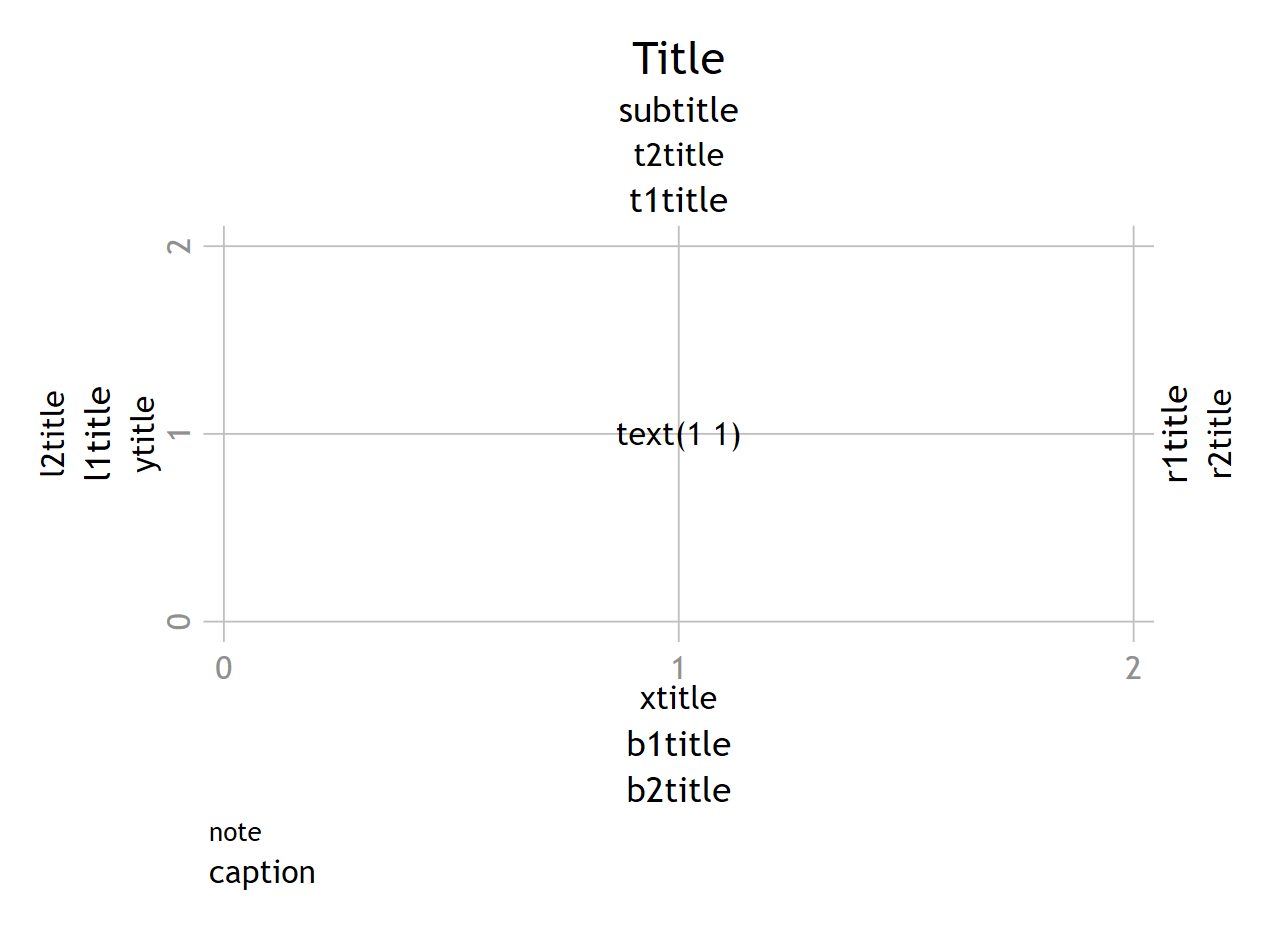 Title
subtitle
t2title
t1title
2
l2title
l1title
ytitle
1
text(1 1)
r1title
r2title
0
0 1 2
xtitle
b1title
b2title
note
caption